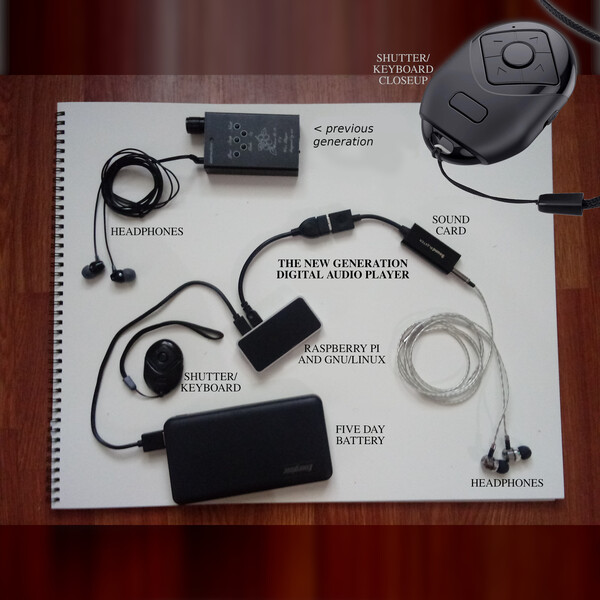 SHUTTER/
KEYBOARD
CLOSEUP
< previous
generation
HEADPHONES
SOUND
CARD
THE NEW GENERATION
DIGITAL AUDIO PLAYER
RASPBERRY PI
AND GNU/LINUX
SHUTTER/
KEYBOARD
FIVE DAY
BATTERY
Energizer
HEADPHONES